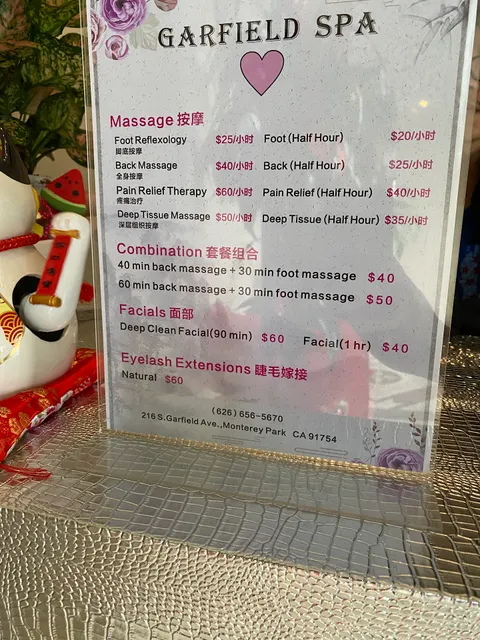 GARFIELD SPA
Massage 按摩
Foot Reflexology $25/小时 Foot (Half Hour) $20/小时
脚底按摩
Back Massage $40/小时 Back (Half Hour) $25/小时
全身按摩
Pain Relief Therapy $60/小时 Pain Relief (Half Hour) $40/小时
疼痛治疗
Deep Tissue Massage $50/小时 Deep Tissue (Half Hour) $35/小时
深层组织按摩
Combination 套餐组合
40 min back massage + 30 min foot massage $40
60 min back massage + 30 min foot massage $50
Facials 面部
Deep Clean Facial(90 min) $60 Facial(1 hr) $40
Eyelash Extensions 睫毛嫁接
Natural $60
(626) 656-5670
216 S.Garfield Ave.,Monterey Park CA 91754